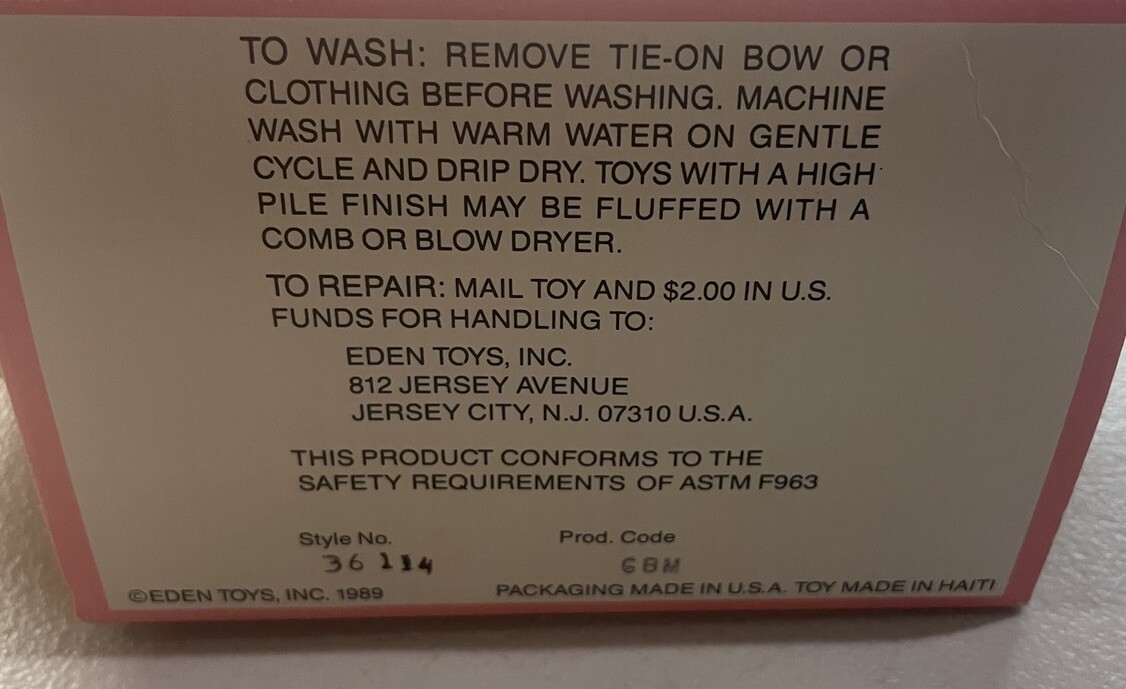 TO WASH: REMOVE TIE-ON BOW OR
CLOTHING BEFORE WASHING. MACHINE
WASH WITH WARM WATER ON GENTLE
CYCLE AND DRIP DRY. TOYS WITH A HIGH
PILE FINISH MAY BE FLUFFED WITH A
COMB OR BLOW DRYER.
TO REPAIR: MAIL TOY AND $2.00 IN U.S.
FUNDS FOR HANDLING TO:
EDEN TOYS, INC.
812 JERSEY AVENUE
JERSEY CITY, N.J. 07310 U.S.A.
THIS PRODUCT CONFORMS TO THE
SAFETY REQUIREMENTS OF ASTM F963
Style No. Prod. Code
36 114
©EDEN TOYS, INC. 1989 PACKAGING MADE IN U.S.A. TOY MADE IN HAITI